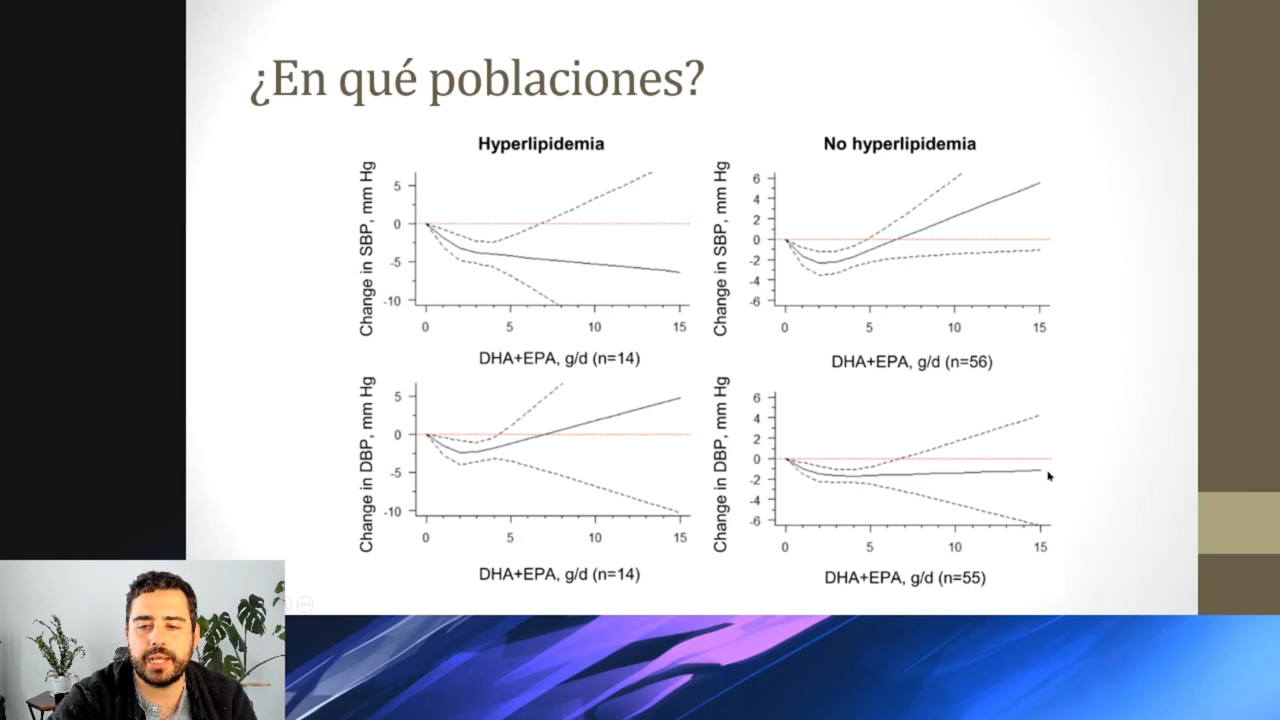 ¿En qué poblaciones?
Hyperlipidemia
Change in SBP, mm Hg
5
0
-5
-10
0 5 10 15
DHA+EPA, g/d (n=14)
No hyperlipidemia
Change in SBP, mm Hg
6
4
2
0
-2
-4
-6
0 5 10 15
DHA+EPA, g/d (n=56)
Change in DBP, mm Hg
5
0
-5
-10
0 5 10 15
DHA+EPA, g/d (n=14)
Change in DBP, mm Hg
6
4
2
0
-2
-4
-6
0 5 10 15
DHA+EPA, g/d (n=55)